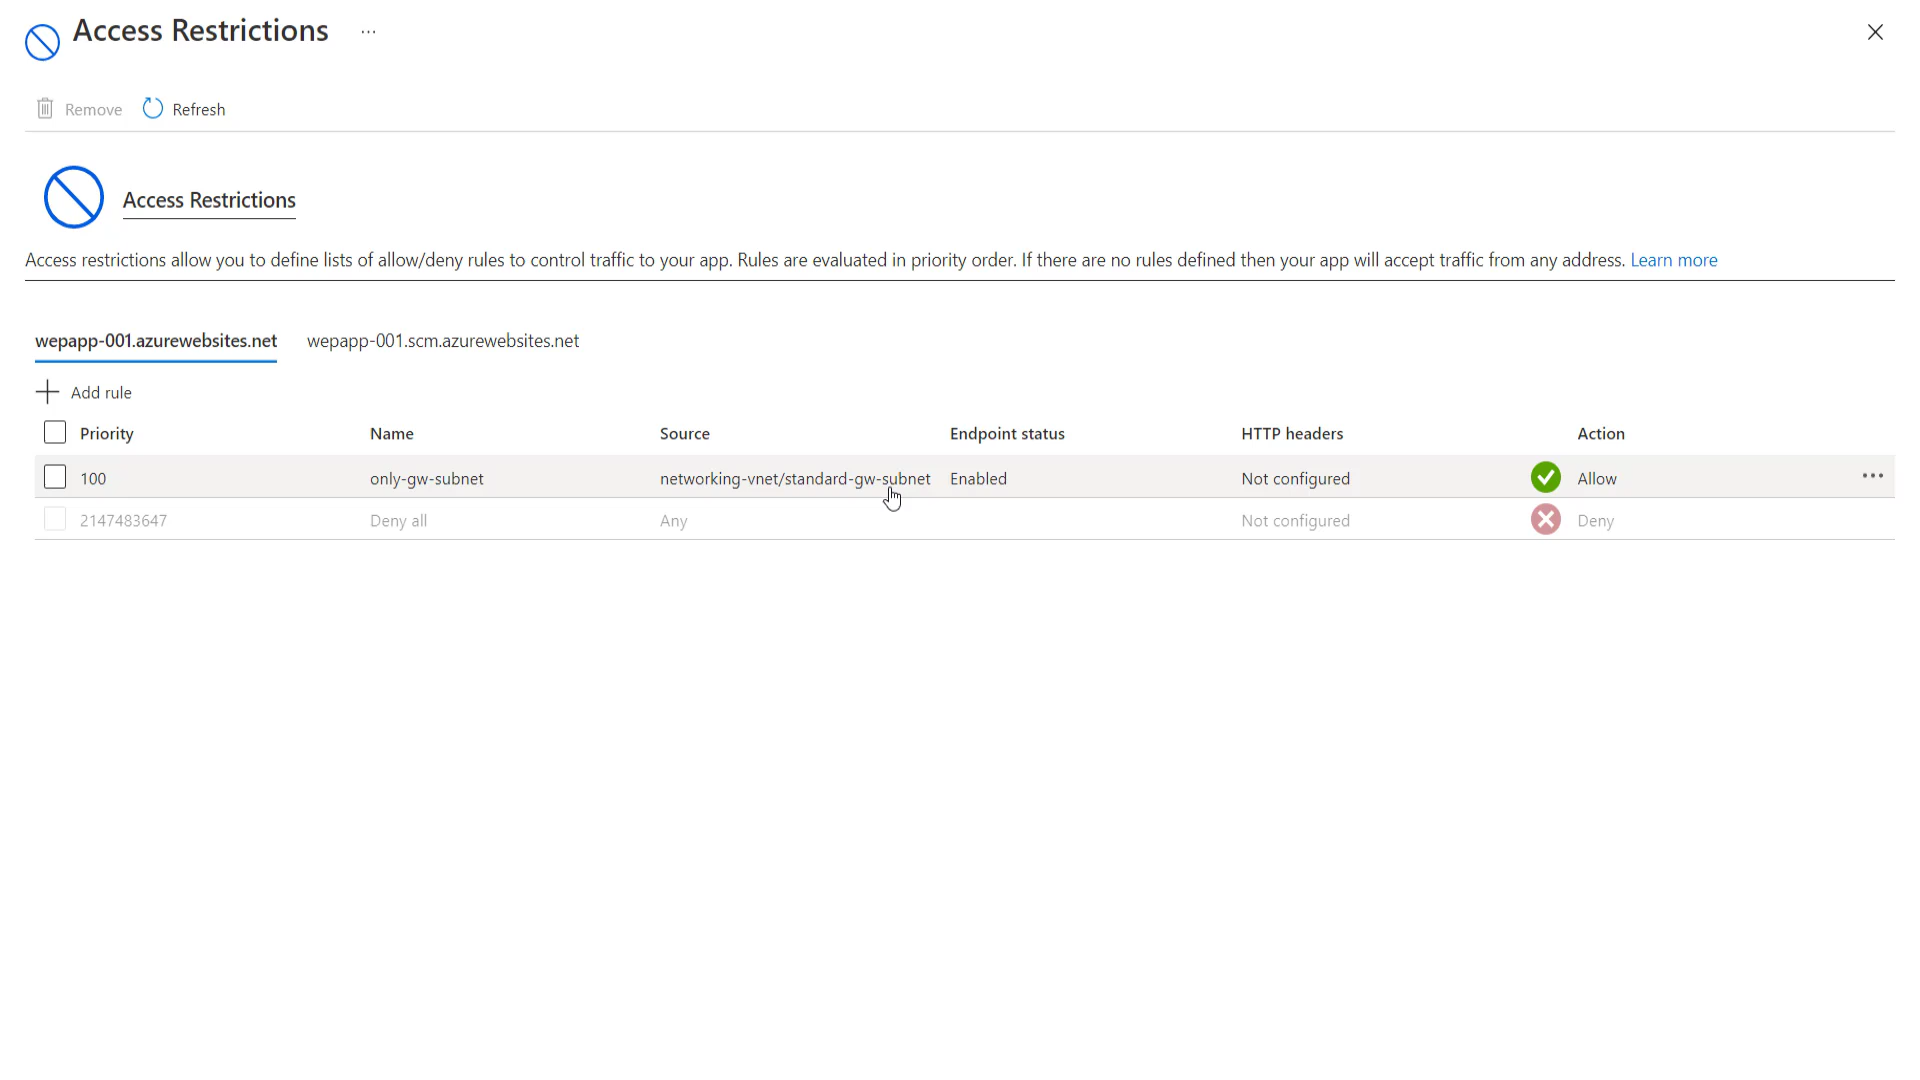 Access Restrictions ...
Remove Refresh
Access Restrictions
Access restrictions allow you to define lists of allow/deny rules to control traffic to your app. Rules are evaluated in priority order. If there are no rules defined then your app will accept traffic from any address. Learn more
wepapp-001.azurewebsites.net wepapp-001.scm.azurewebsites.net
Add rule
Priority Name Source Endpoint status HTTP headers Action
100 only-gw-subnet networking-vnet/standard-gw-subnet Enabled Not configured Allow ...
2147483647 Deny all Any Not configured Deny